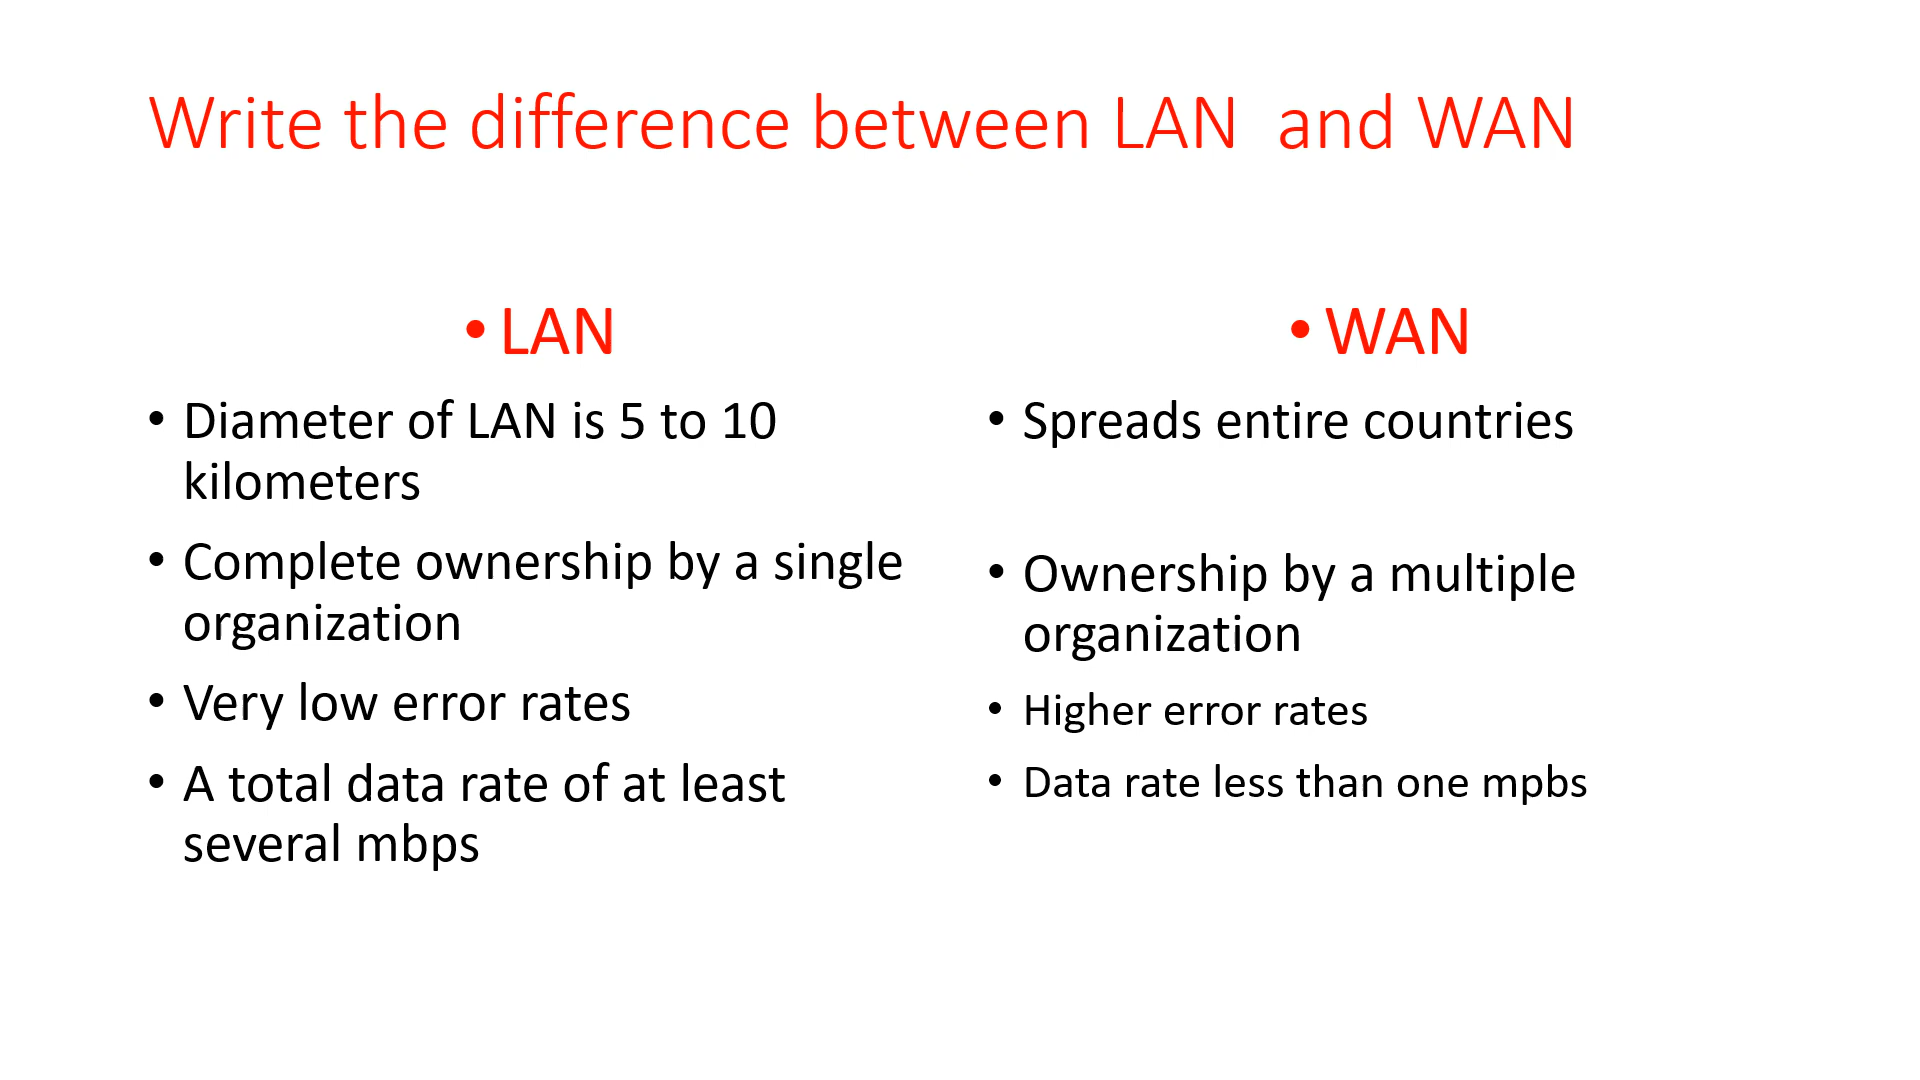 Write the difference between LAN  and WAN
• LAN
• Diameter of LAN is 5 to 10
kilometers
• Complete ownership by a single
organization
• Very low error rates
• A total data rate of at least
several mbps
• WAN
• Spreads entire countries
• Ownership by a multiple
organization
• Higher error rates
• Data rate less than one mpbs